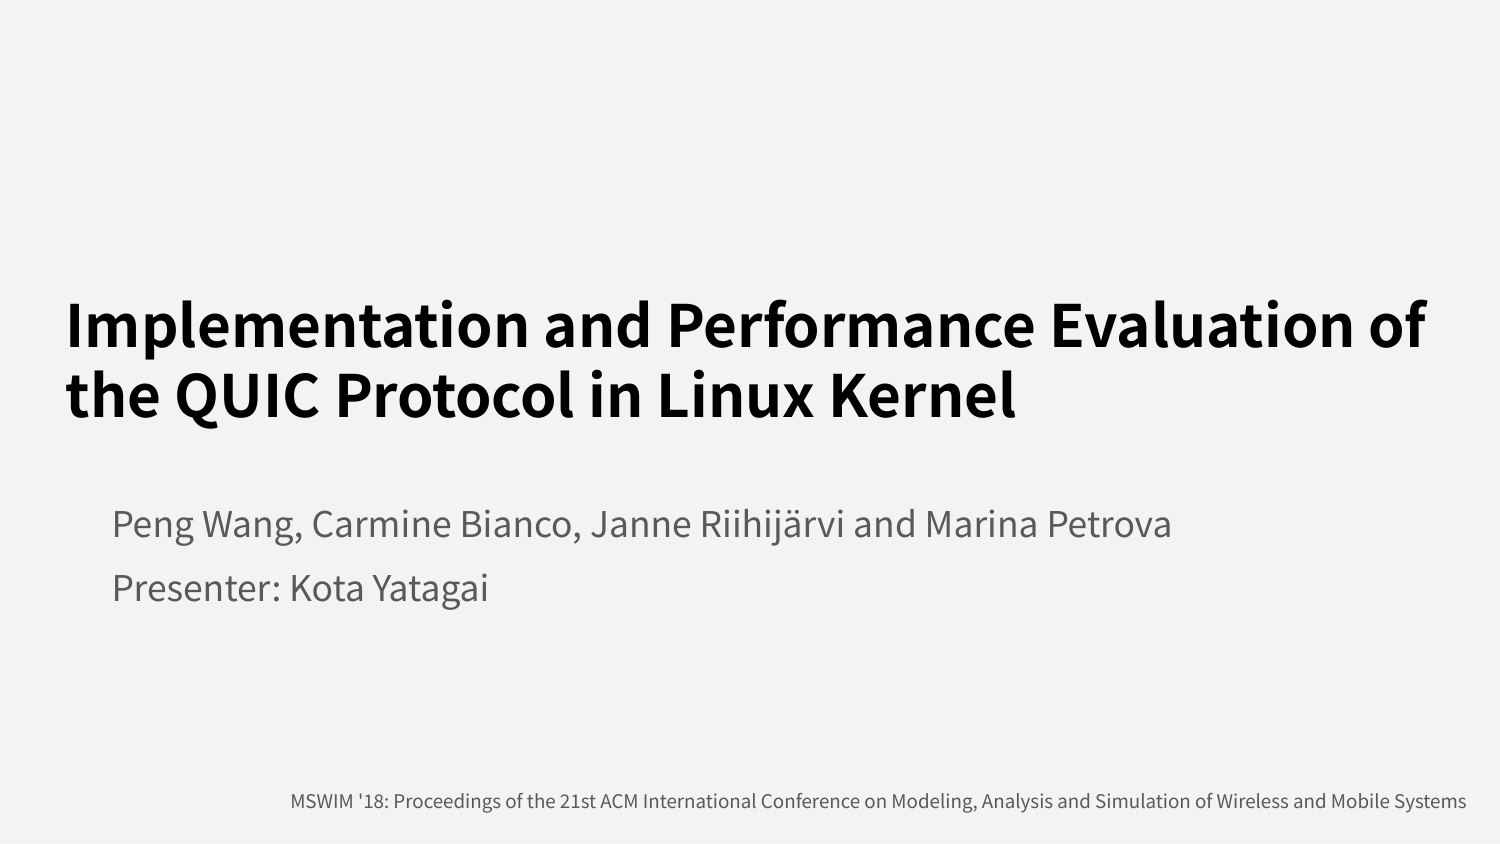 Implementation and Performance Evaluation of
the QUIC Protocol in Linux Kernel
Peng Wang, Carmine Bianco, Janne Riihijärvi and Marina Petrova
Presenter: Kota Yatagai
MSWIM '18: Proceedings of the 21st ACM International Conference on Modeling, Analysis and Simulation of Wireless and Mobile Systems